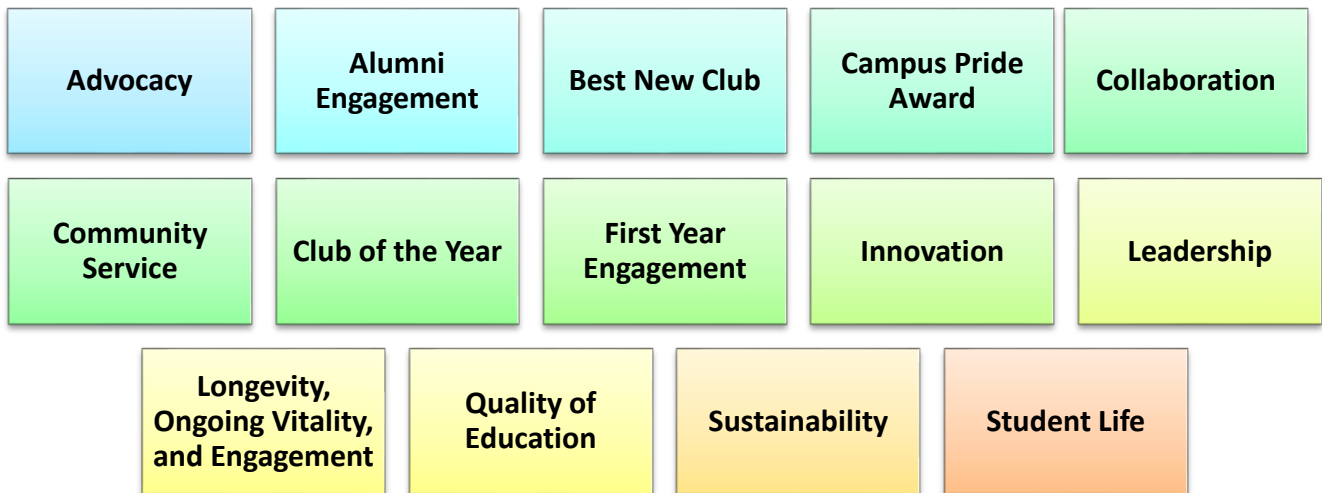 Advocacy
Alumni
Engagement
Best New Club
Campus Pride
Award
Collaboration
Community
Service
Club of the Year
First Year
Engagement
Innovation
Leadership
Longevity,
Ongoing Vitality,
and Engagement
Quality of
Education
Sustainability
Student Life